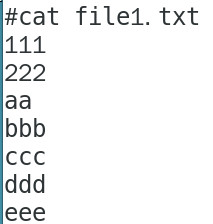 #cat file1.txt
111
222
aa
bbb
ccc
ddd
eee